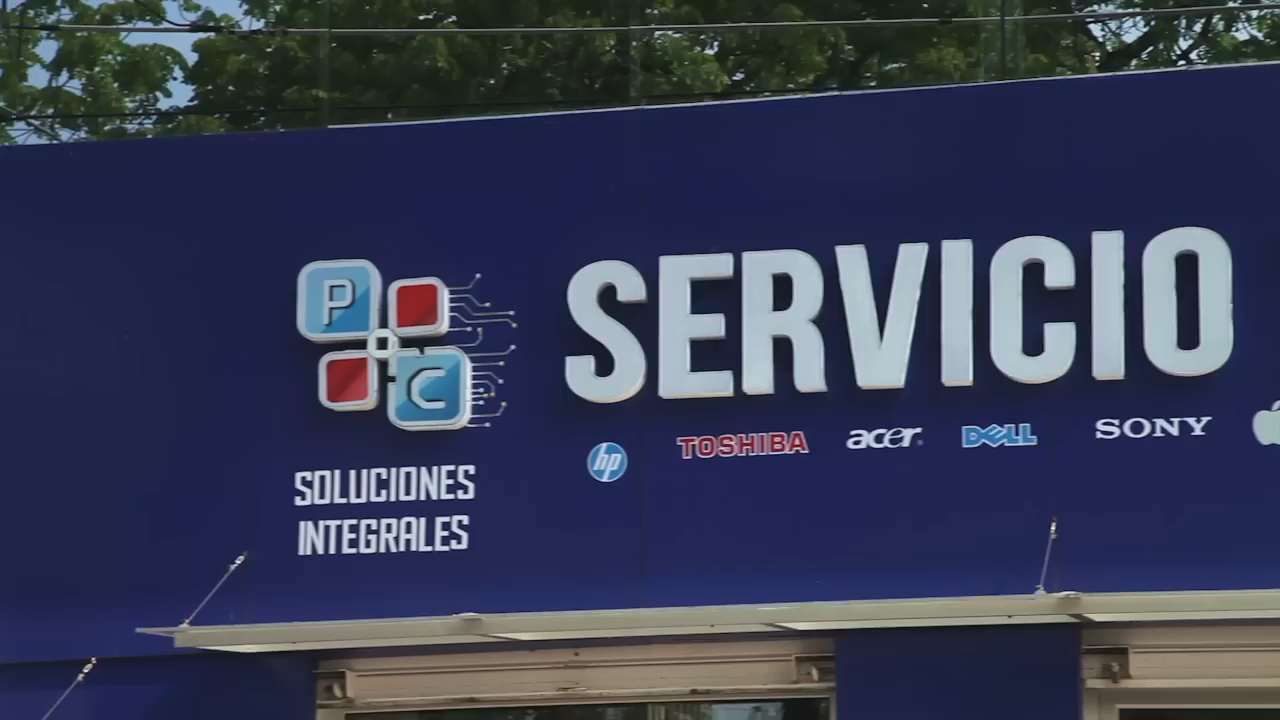 P
C
SOLUCIONES
INTEGRALES
SERVICIO
hp TOSHIBA acer DELL SONY